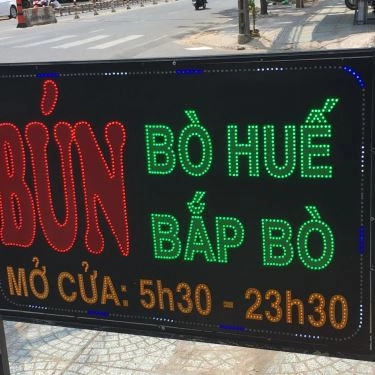 BÚN
BÒ HUẾ
BẮP BÒ
MỞ CỬA: 5h30 - 23h30